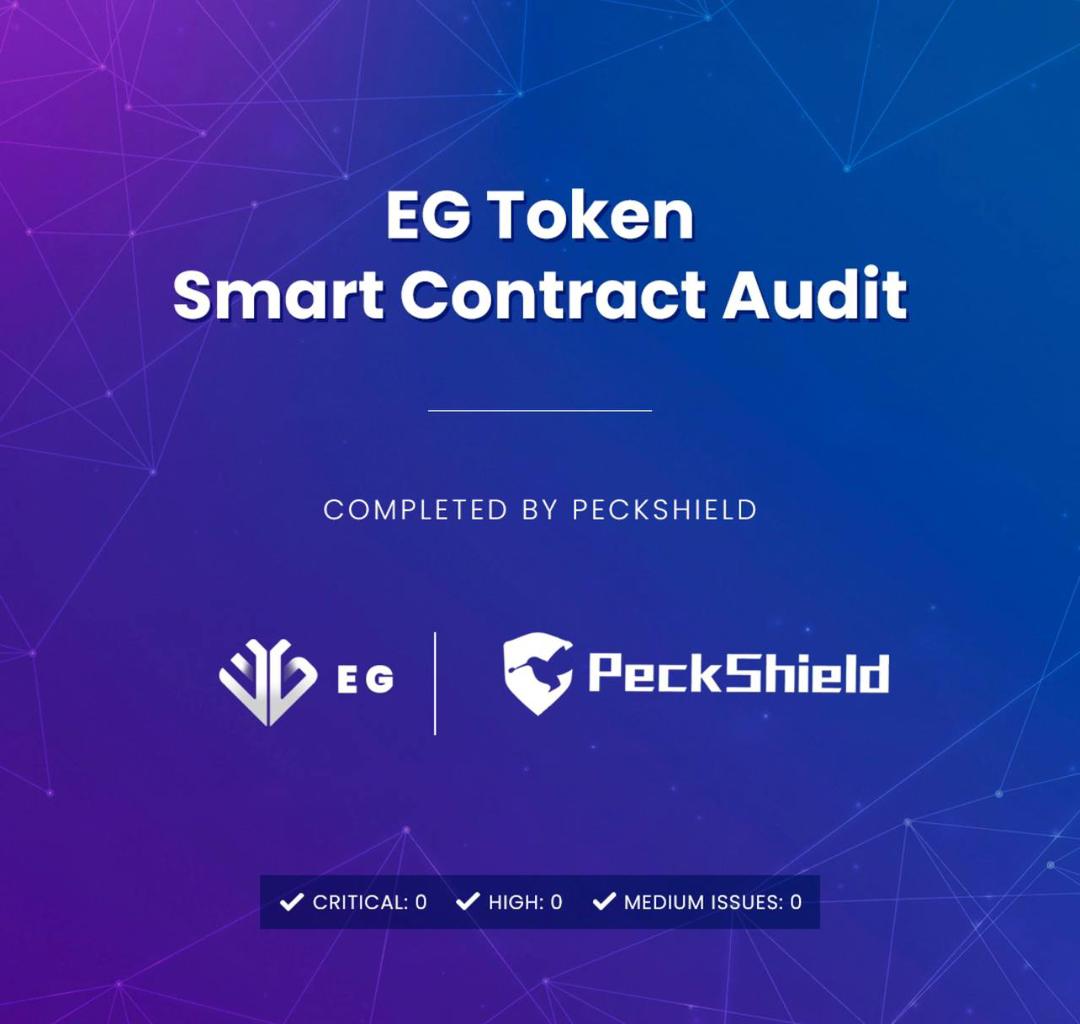 EG Token
Smart Contract Audit
COMPLETED BY PECKSHIELD
EG
PeckShield
CRITICAL: 0 HIGH: 0 MEDIUM ISSUES: 0